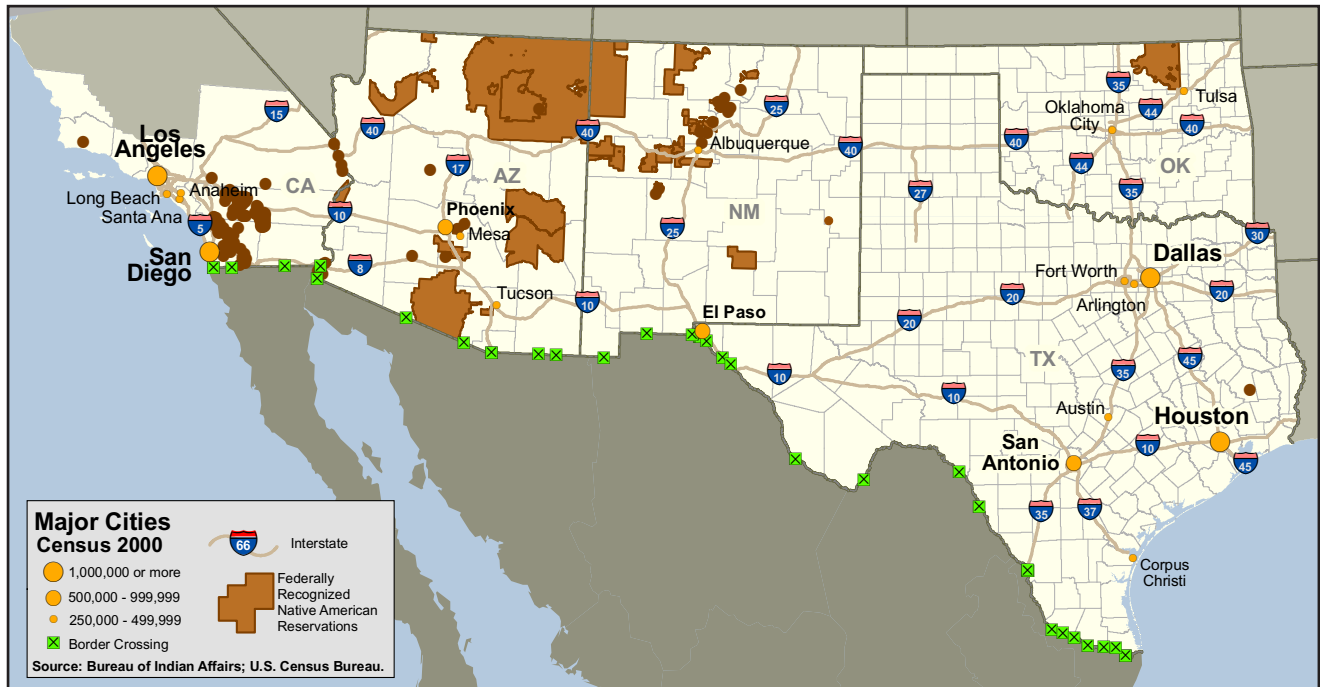 15
40
Los
Angeles
CA
Anaheim
Long Beach
Santa Ana
5
San
Diego
10
8
17
AZ
Phoenix
Mesa
Tucson
10
40
25
Albuquerque
NM
25
40
El Paso
10
27
40
35
44
Tulsa
Oklahoma
City
40
44
OK
35
30
Dallas
Fort Worth
Arlington
20
20
20
TX
35
45
10
10
Austin
Houston
San
Antonio
10
45
35
37
Corpus
Christi
Major Cities
Census 2000
1,000,000 or more
500,000 - 999,999
250,000 - 499,999
Border Crossing
66
Interstate
Federally
Recognized
Native American
Reservations
Source: Bureau of Indian Affairs; U.S. Census Bureau.